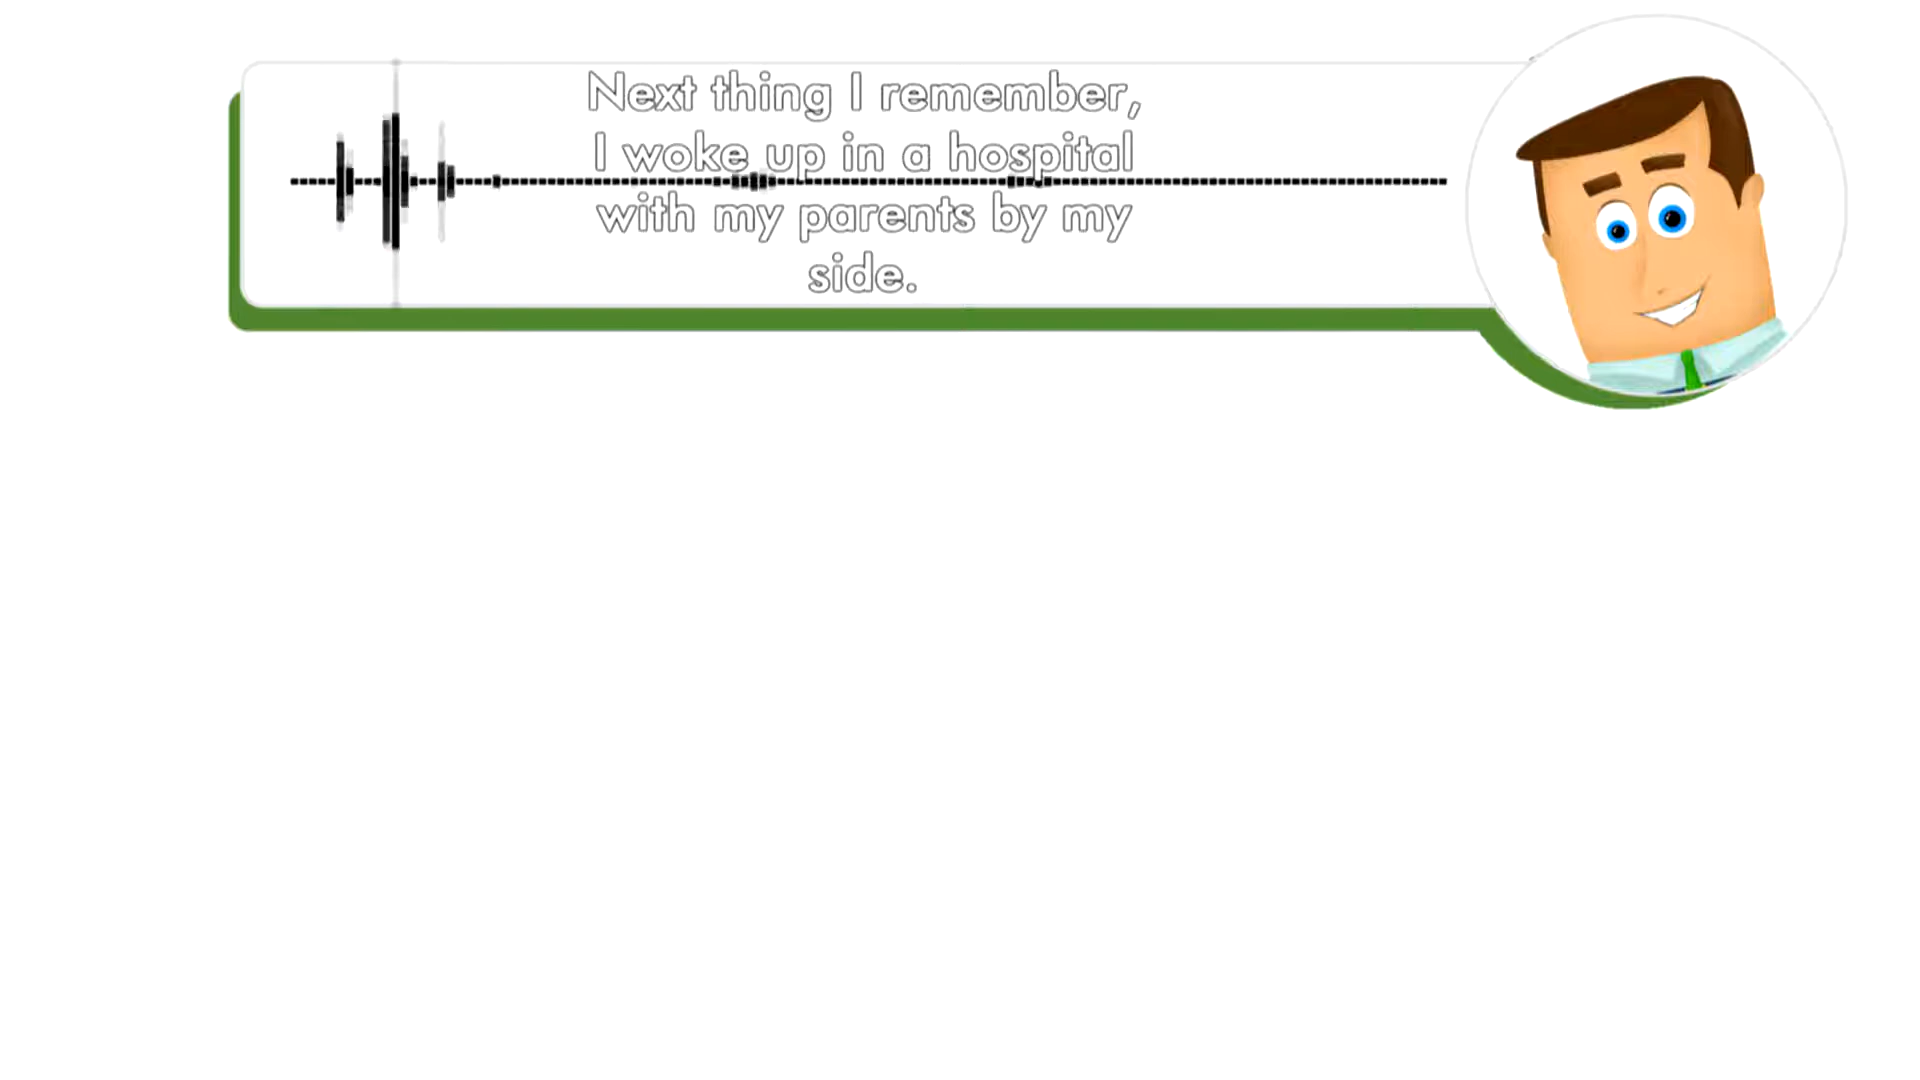 Next thing I remember,
I woke up in a hospital
with my parents by my
side.